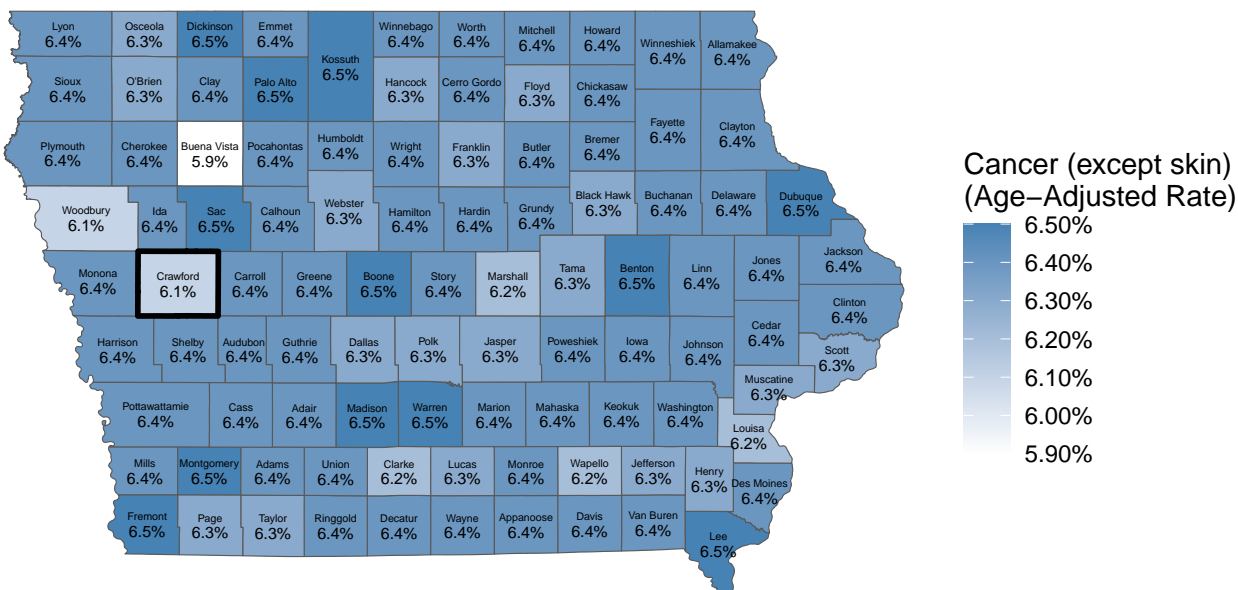 Lyon
6.4%
Osceola
6.3%
Dickinson
6.5%
Emmet
6.4%
Kossuth
6.5%
Winnebago
6.4%
Worth
6.4%
Mitchell
6.4%
Howard
6.4%
Winneshiek
6.4%
Allamakee
6.4%
Sioux
6.4%
O'Brien
6.3%
Clay
6.4%
Palo Alto
6.5%
Hancock
6.3%
Cerro Gordo
6.4%
Floyd
6.3%
Chickasaw
6.4%
Fayette
6.4%
Clayton
6.4%
Plymouth
6.4%
Cherokee
6.4%
Buena Vista
5.9%
Pocahontas
6.4%
Humboldt
6.4%
Wright
6.4%
Franklin
6.3%
Butler
6.4%
Bremer
6.4%
Woodbury
6.1%
Ida
6.4%
Sac
6.5%
Calhoun
6.4%
Webster
6.3%
Hamilton
6.4%
Hardin
6.4%
Grundy
6.4%
Black Hawk
6.3%
Buchanan
6.4%
Delaware
6.4%
Dubuque
6.5%
Monona
6.4%
Crawford
6.1%
Carroll
6.4%
Greene
6.4%
Boone
6.5%
Story
6.4%
Marshall
6.2%
Tama
6.3%
Benton
6.5%
Linn
6.4%
Jones
6.4%
Jackson
6.4%
Clinton
6.4%
Harrison
6.4%
Shelby
6.4%
Audubon
6.4%
Guthrie
6.4%
Dallas
6.3%
Polk
6.3%
Jasper
6.3%
Poweshiek
6.4%
Iowa
6.4%
Johnson
6.4%
Cedar
6.4%
Scott
6.3%
Muscatine
6.3%
Pottawattamie
6.4%
Cass
6.4%
Adair
6.4%
Madison
6.5%
Warren
6.5%
Marion
6.4%
Mahaska
6.4%
Keokuk
6.4%
Washington
6.4%
Louisa
6.2%
Mills
6.4%
Montgomery
6.5%
Adams
6.4%
Union
6.4%
Clarke
6.2%
Lucas
6.3%
Monroe
6.4%
Wapello
6.2%
Jefferson
6.3%
Henry
6.3%
Des Moines
6.4%
Fremont
6.5%
Page
6.3%
Taylor
6.3%
Ringgold
6.4%
Decatur
6.4%
Wayne
6.4%
Appanoose
6.4%
Davis
6.4%
Van Buren
6.4%
Lee
6.5%
Cancer (except skin)
(Age−Adjusted Rate)
6.50%
6.40%
6.30%
6.20%
6.10%
6.00%
5.90%